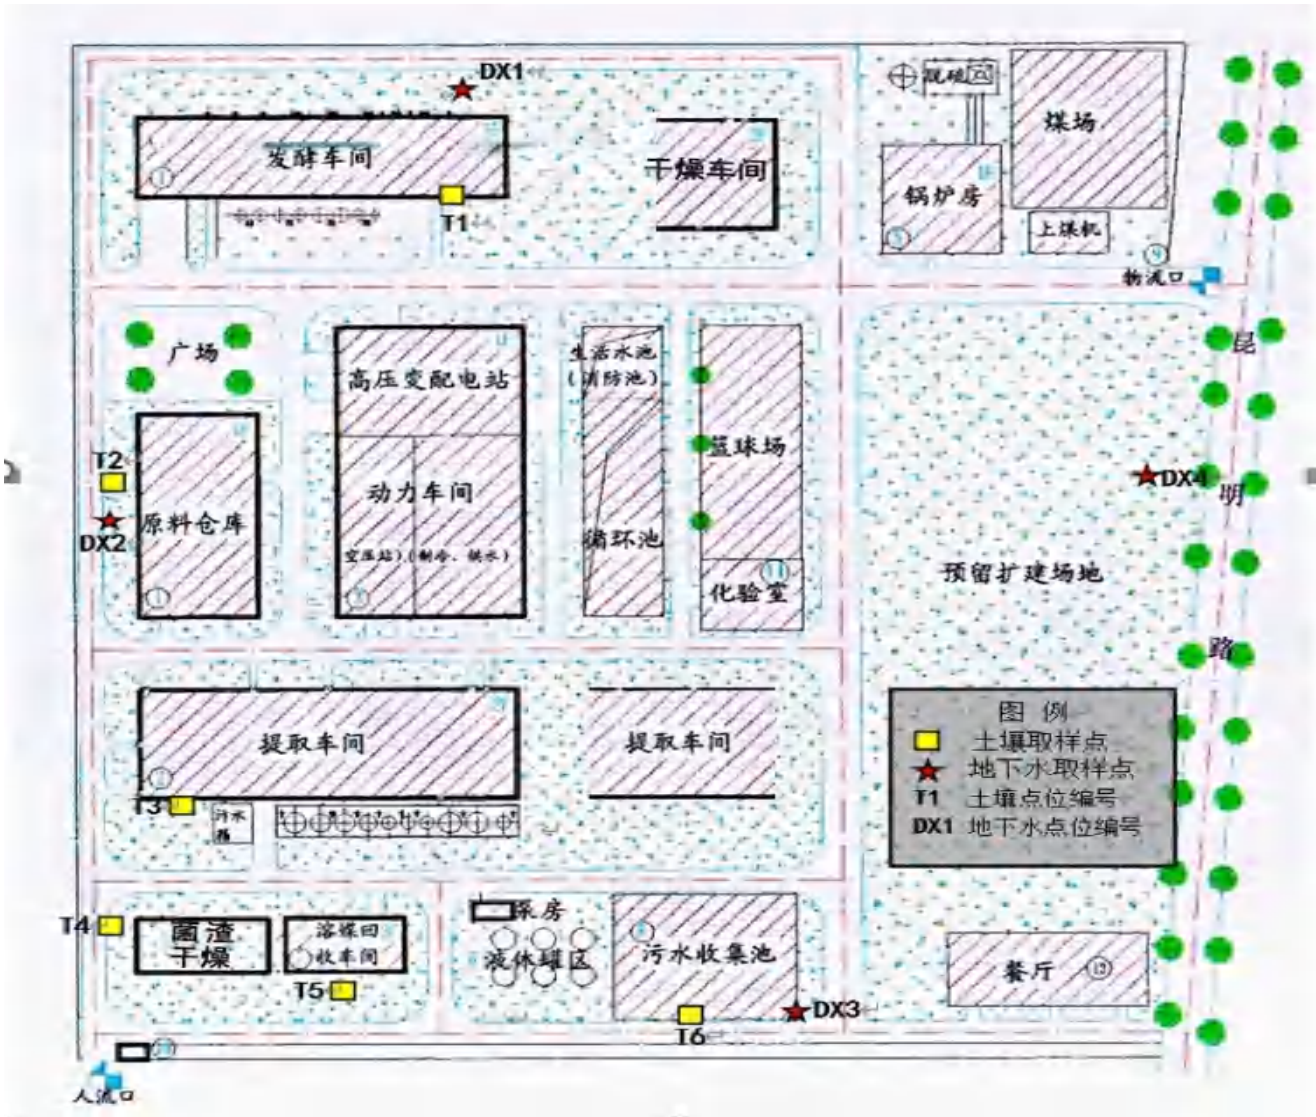 DX1
脱硫
煤场
发酵车间
干燥车间
锅炉房
T1
上煤机
物流口
广场
高压变配电站
生活水池
(消防池)
昆
篮球场
T2
动力车间
DX4
明
原料仓库
DX2
循环池
空压站)(制冷、供水)
预留扩建场地
11
化验室
路
提取车间
提取车间
图 例
土壤取样点
地下水取样点
T1 土壤点位编号
DX1 地下水点位编号
T3
污水
T4
菌渣
干燥
溶媒回
收车间
泵房
液体罐区
污水收集池
餐厅
12
T5
DX3
T6
人流口